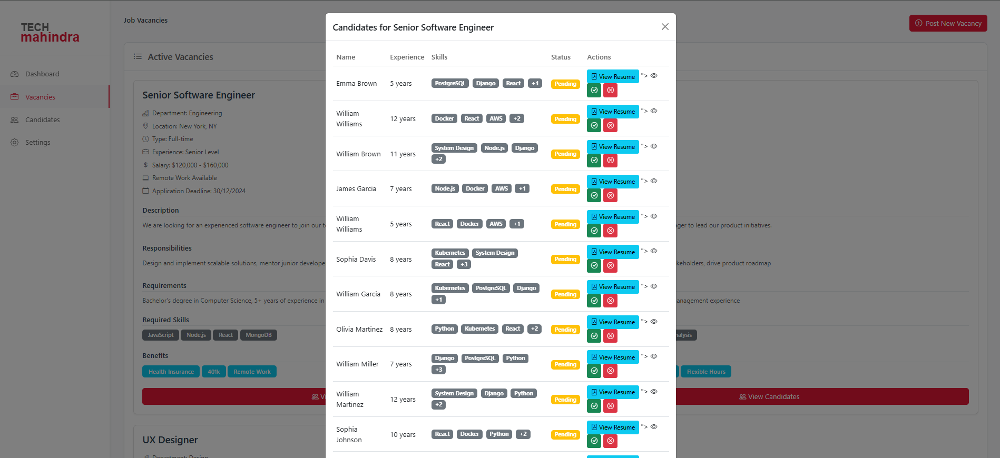 TECH
mahindra
Dashboard
Vacancies
Candidates
Settings
Job Vacancies
Post New Vacancy
Active Vacancies
Senior Software Engineer
Department: Engineering
Location: New York, NY
Type: Full-time
Experience: Senior Level
$ Salary: $120,000 - $160,000
Remote Work Available
Application Deadline: 30/12/2024
Description
We are looking for an experienced software engineer to join our
Responsibilities
Design and implement scalable solutions, mentor junior
Requirements
Bachelor's degree in Computer Science, 5+ years of experience in
Required Skills
JavaScript Node.js React MongoDB
Benefits
Health Insurance 401k Remote Work
UX Designer
Candidates for Senior Software Engineer
Name Experience Skills Status Actions
Emma Brown 5 years PostgreSQL Django React +1 Pending View Resume ">
William Williams 12 years Docker React AWS +2 Pending View Resume ">
William Brown 11 years System Design Node.js Django +2 Pending View Resume ">
James Garcia 7 years Node.js Docker AWS +1 Pending View Resume ">
William Williams 5 years React Docker AWS +1 Pending View Resume ">
Sophia Davis 8 years Kubernetes System Design React +3 Pending View Resume ">
William Garcia 8 years Kubernetes PostgreSQL Django +1 Pending View Resume ">
Olivia Martinez 8 years Python Kubernetes React +2 Pending View Resume ">
William Miller 7 years Django PostgreSQL Python +3 Pending View Resume ">
William Martinez 12 years System Design Django Python +2 Pending View Resume ">
Sophia Johnson 10 years React Docker Python +2 Pending View Resume ">
to lead our product initiatives.
drive product roadmap
experience
Flexible Hours
View Candidates